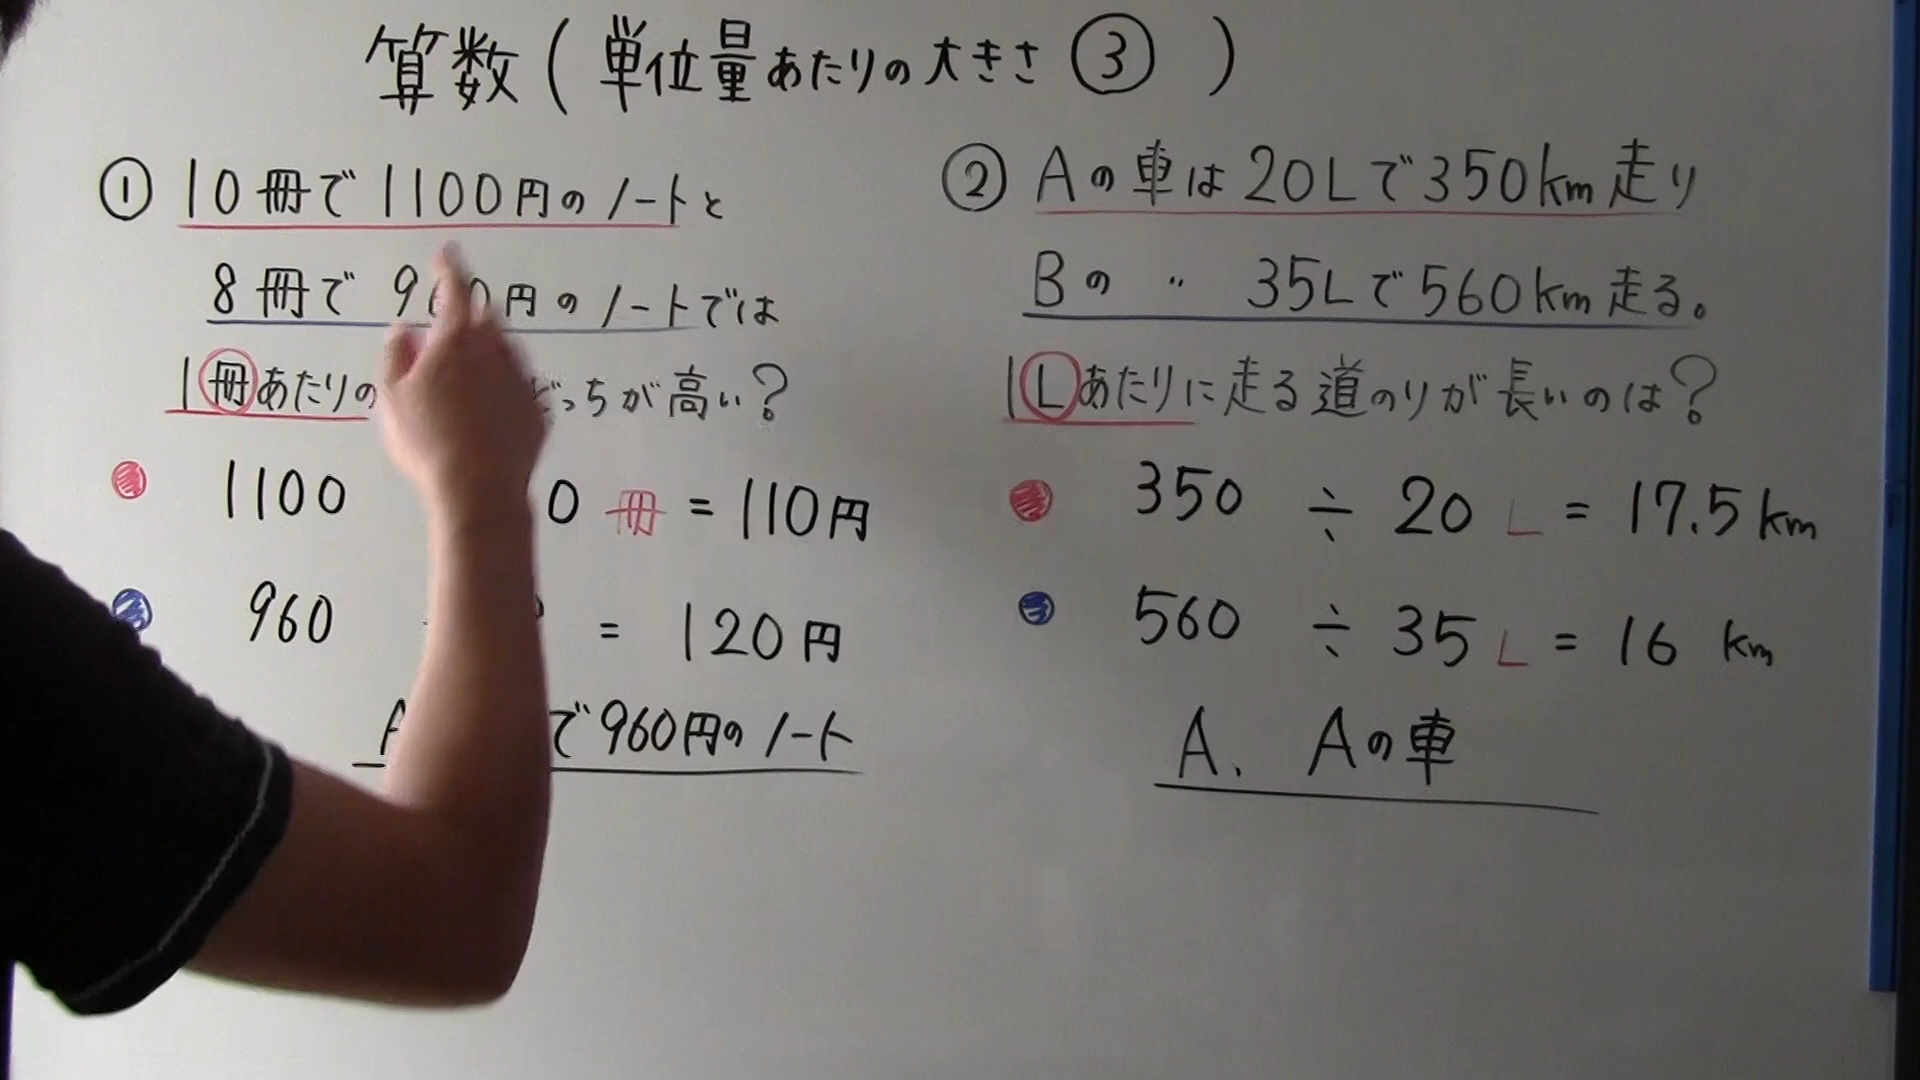 算数(単位量あたりの大きさ③ )
① 10冊で1100円のノートと
8冊で 960円のノートでは
1冊あたりの どっちが高い?
1100 0 冊 = 110円
960 = 120円
A で960円のノート
② Aの車は20Lで350km走り
Bの 〃 35Lで560km走る。
1Lあたりに走る道のりが長いのは?
350 ÷ 20 L = 17.5km
560 ÷ 35 L = 16 km
A. Aの車